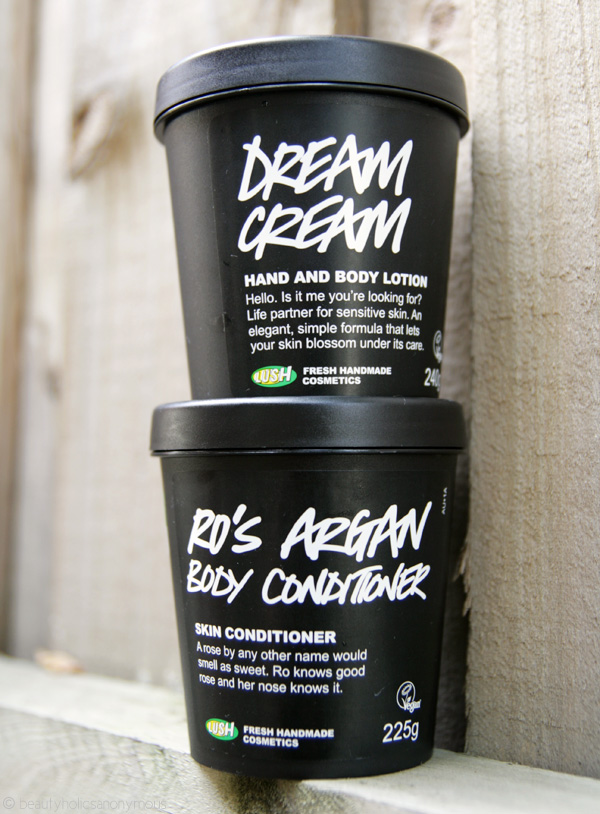 DREAM
CREAM
HAND AND BODY LOTION
Hello. Is it me you're looking for?
Life partner for sensitive skin. An
elegant, simple formula that lets
your skin blossom under its care.
LUSH FRESH HANDMADE
COSMETICS
240
RO'S ARGAN
BODY CONDITIONER
AU+1A
SKIN CONDITIONER
A rose by any other name would
smell as sweet. Ro knows good
rose and her nose knows it.
Vegan
LUSH FRESH HANDMADE
COSMETICS
225g
© beautyholicsanonymous